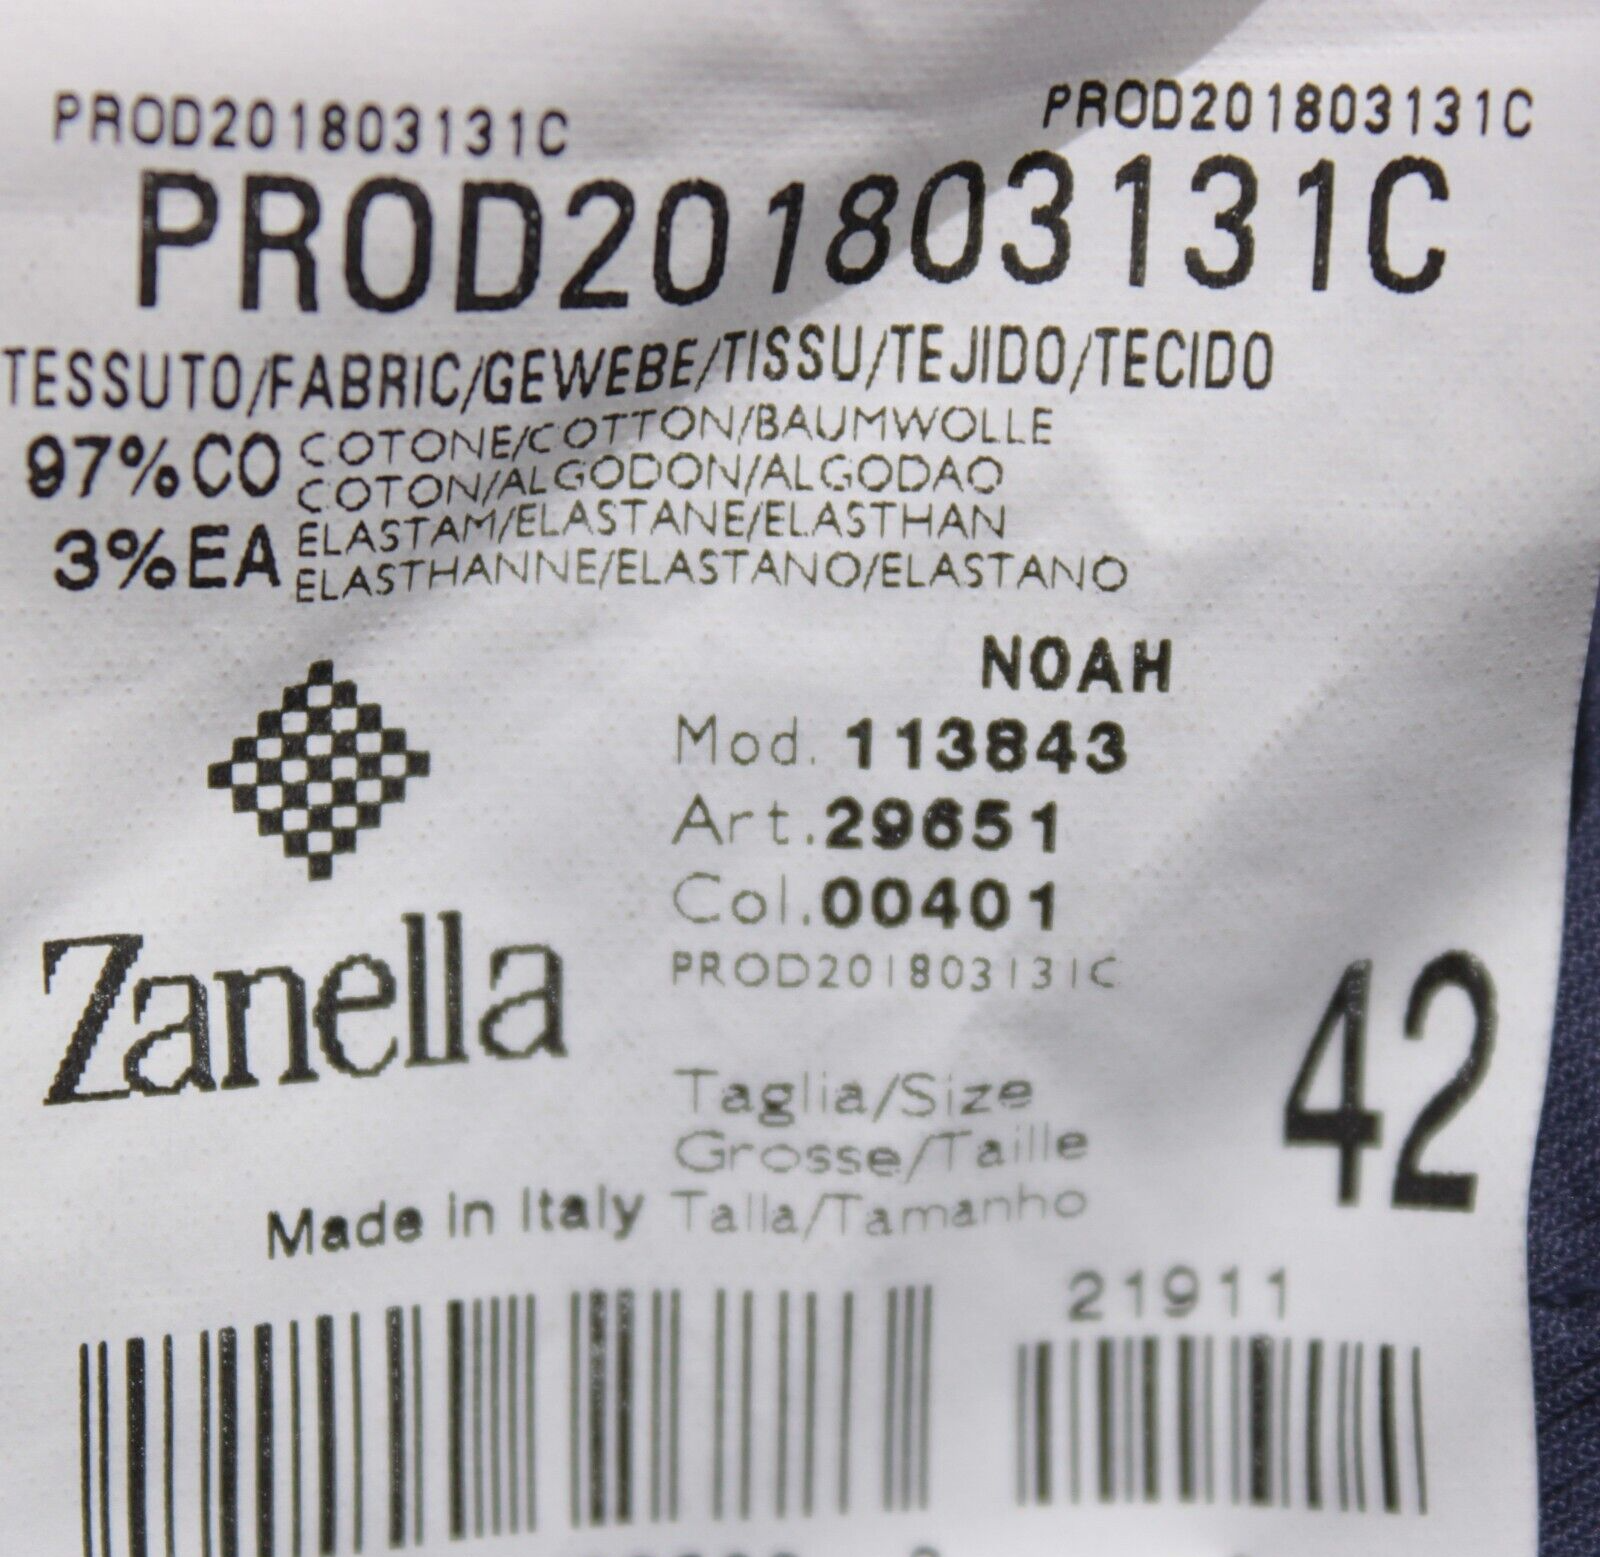 PROD201803131C PROD201803131C
PROD201803131C
TESSUTO/FABRIC/GEWEBE/TISSU/TEJIDO/TECIDO
97%CO COTONE/COTTON/BAUMWOLLE
COTON/ALGODON/ALGODAO
3%EA ELASTAM/ELASTANE/ELASTHAN
ELASTHANNE/ELASTANO/ELASTANO
NOAH
Mod. 113843
Art. 29651
Col. 00401
PROD201803131C
Zanella
42
Taglia/Size
Grosse/Taille
Talla/Tamanho
Made in Italy
21911